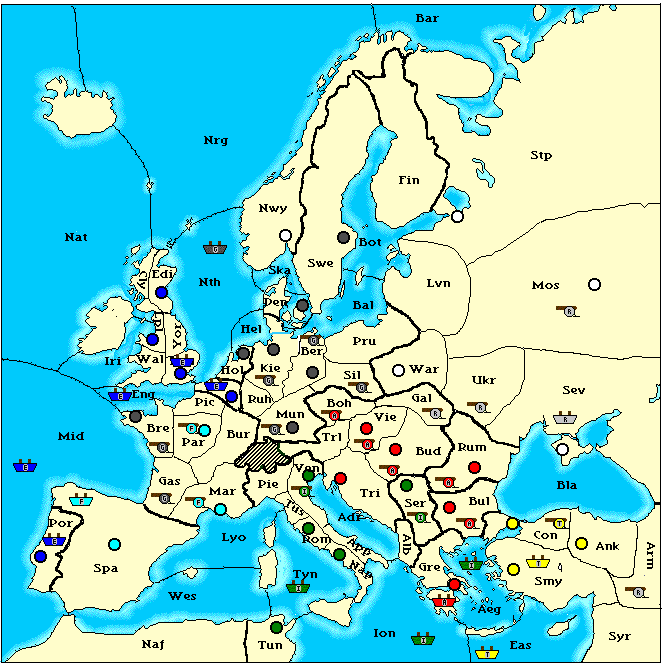 Bar
Nrg
Stp
Fin
Nwy
Nat
Bot
Swe
Edi
Cly
Ska
Nth
Lvn
Mos
Den
Bal
Lpl
Yor
Hel
Pru
Iri
Wal
Hol
Kie
Ber
War
Sil
Ukr
Eng
Pic
Ruh
Sev
Boh
Gal
Mid
Bre
Par
Bur
Mun
Vie
Trl
Bud
Rum
Gas
Mar
Pie
Ven
Tri
Ser
Bul
Bla
Por
Lyo
Tus
Adr
Con
Ank
Arm
Spa
Rom
App
Alb
Gre
Tyn
Nap
Smy
Wes
Aeg
Naf
Tun
Ion
Eas
Syr
G
R
E
G
E
G
G
E
G
R
R
R
A
F
G
G
A
E
G
F
I
A
A
I
A
T
F
E
I
I
A
T
R
I
T